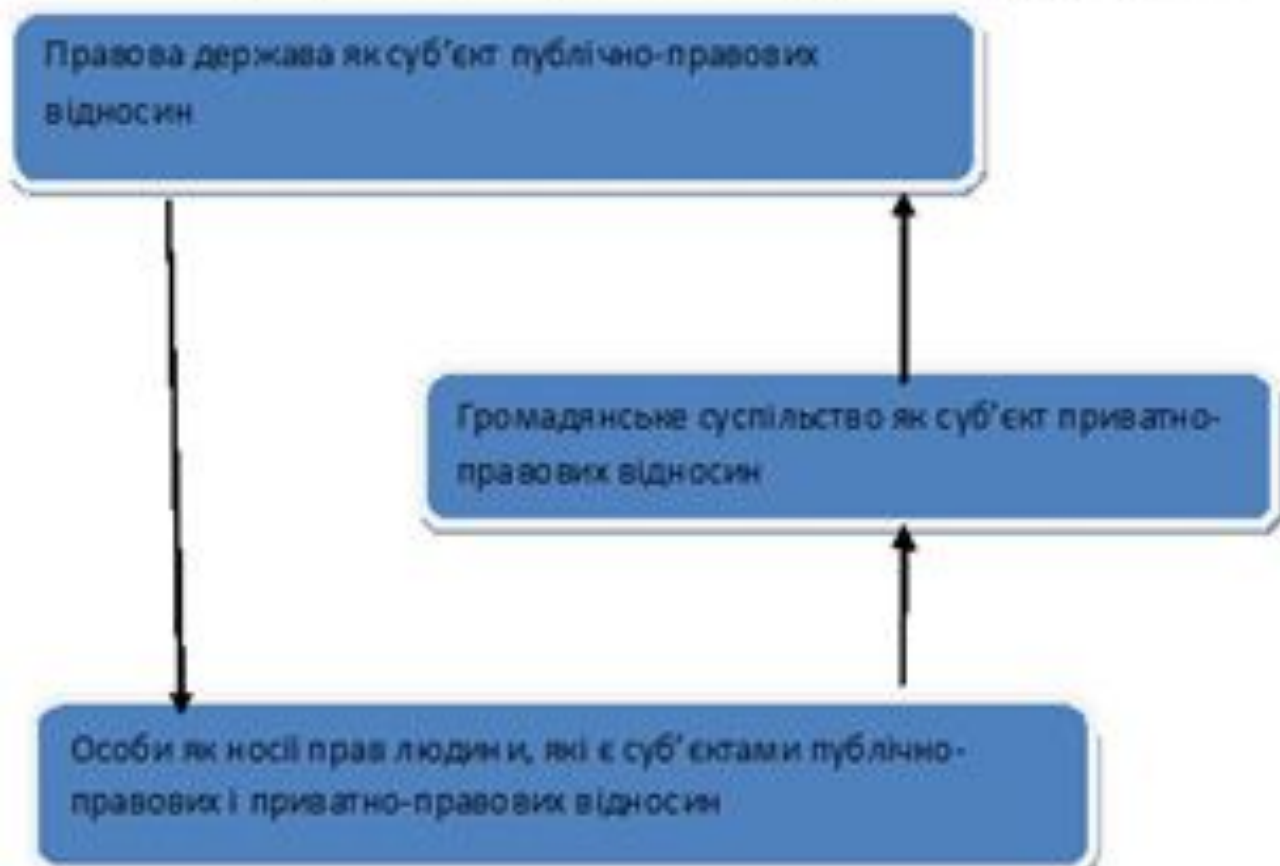 Правова держава як суб’єкт публічно-правових
відносин
Громадянське суспільство як суб’єкт приватно-
правових відносин
Особи як носії прав людини, які є суб’єктами публічно-
правових і приватно-правових відносин